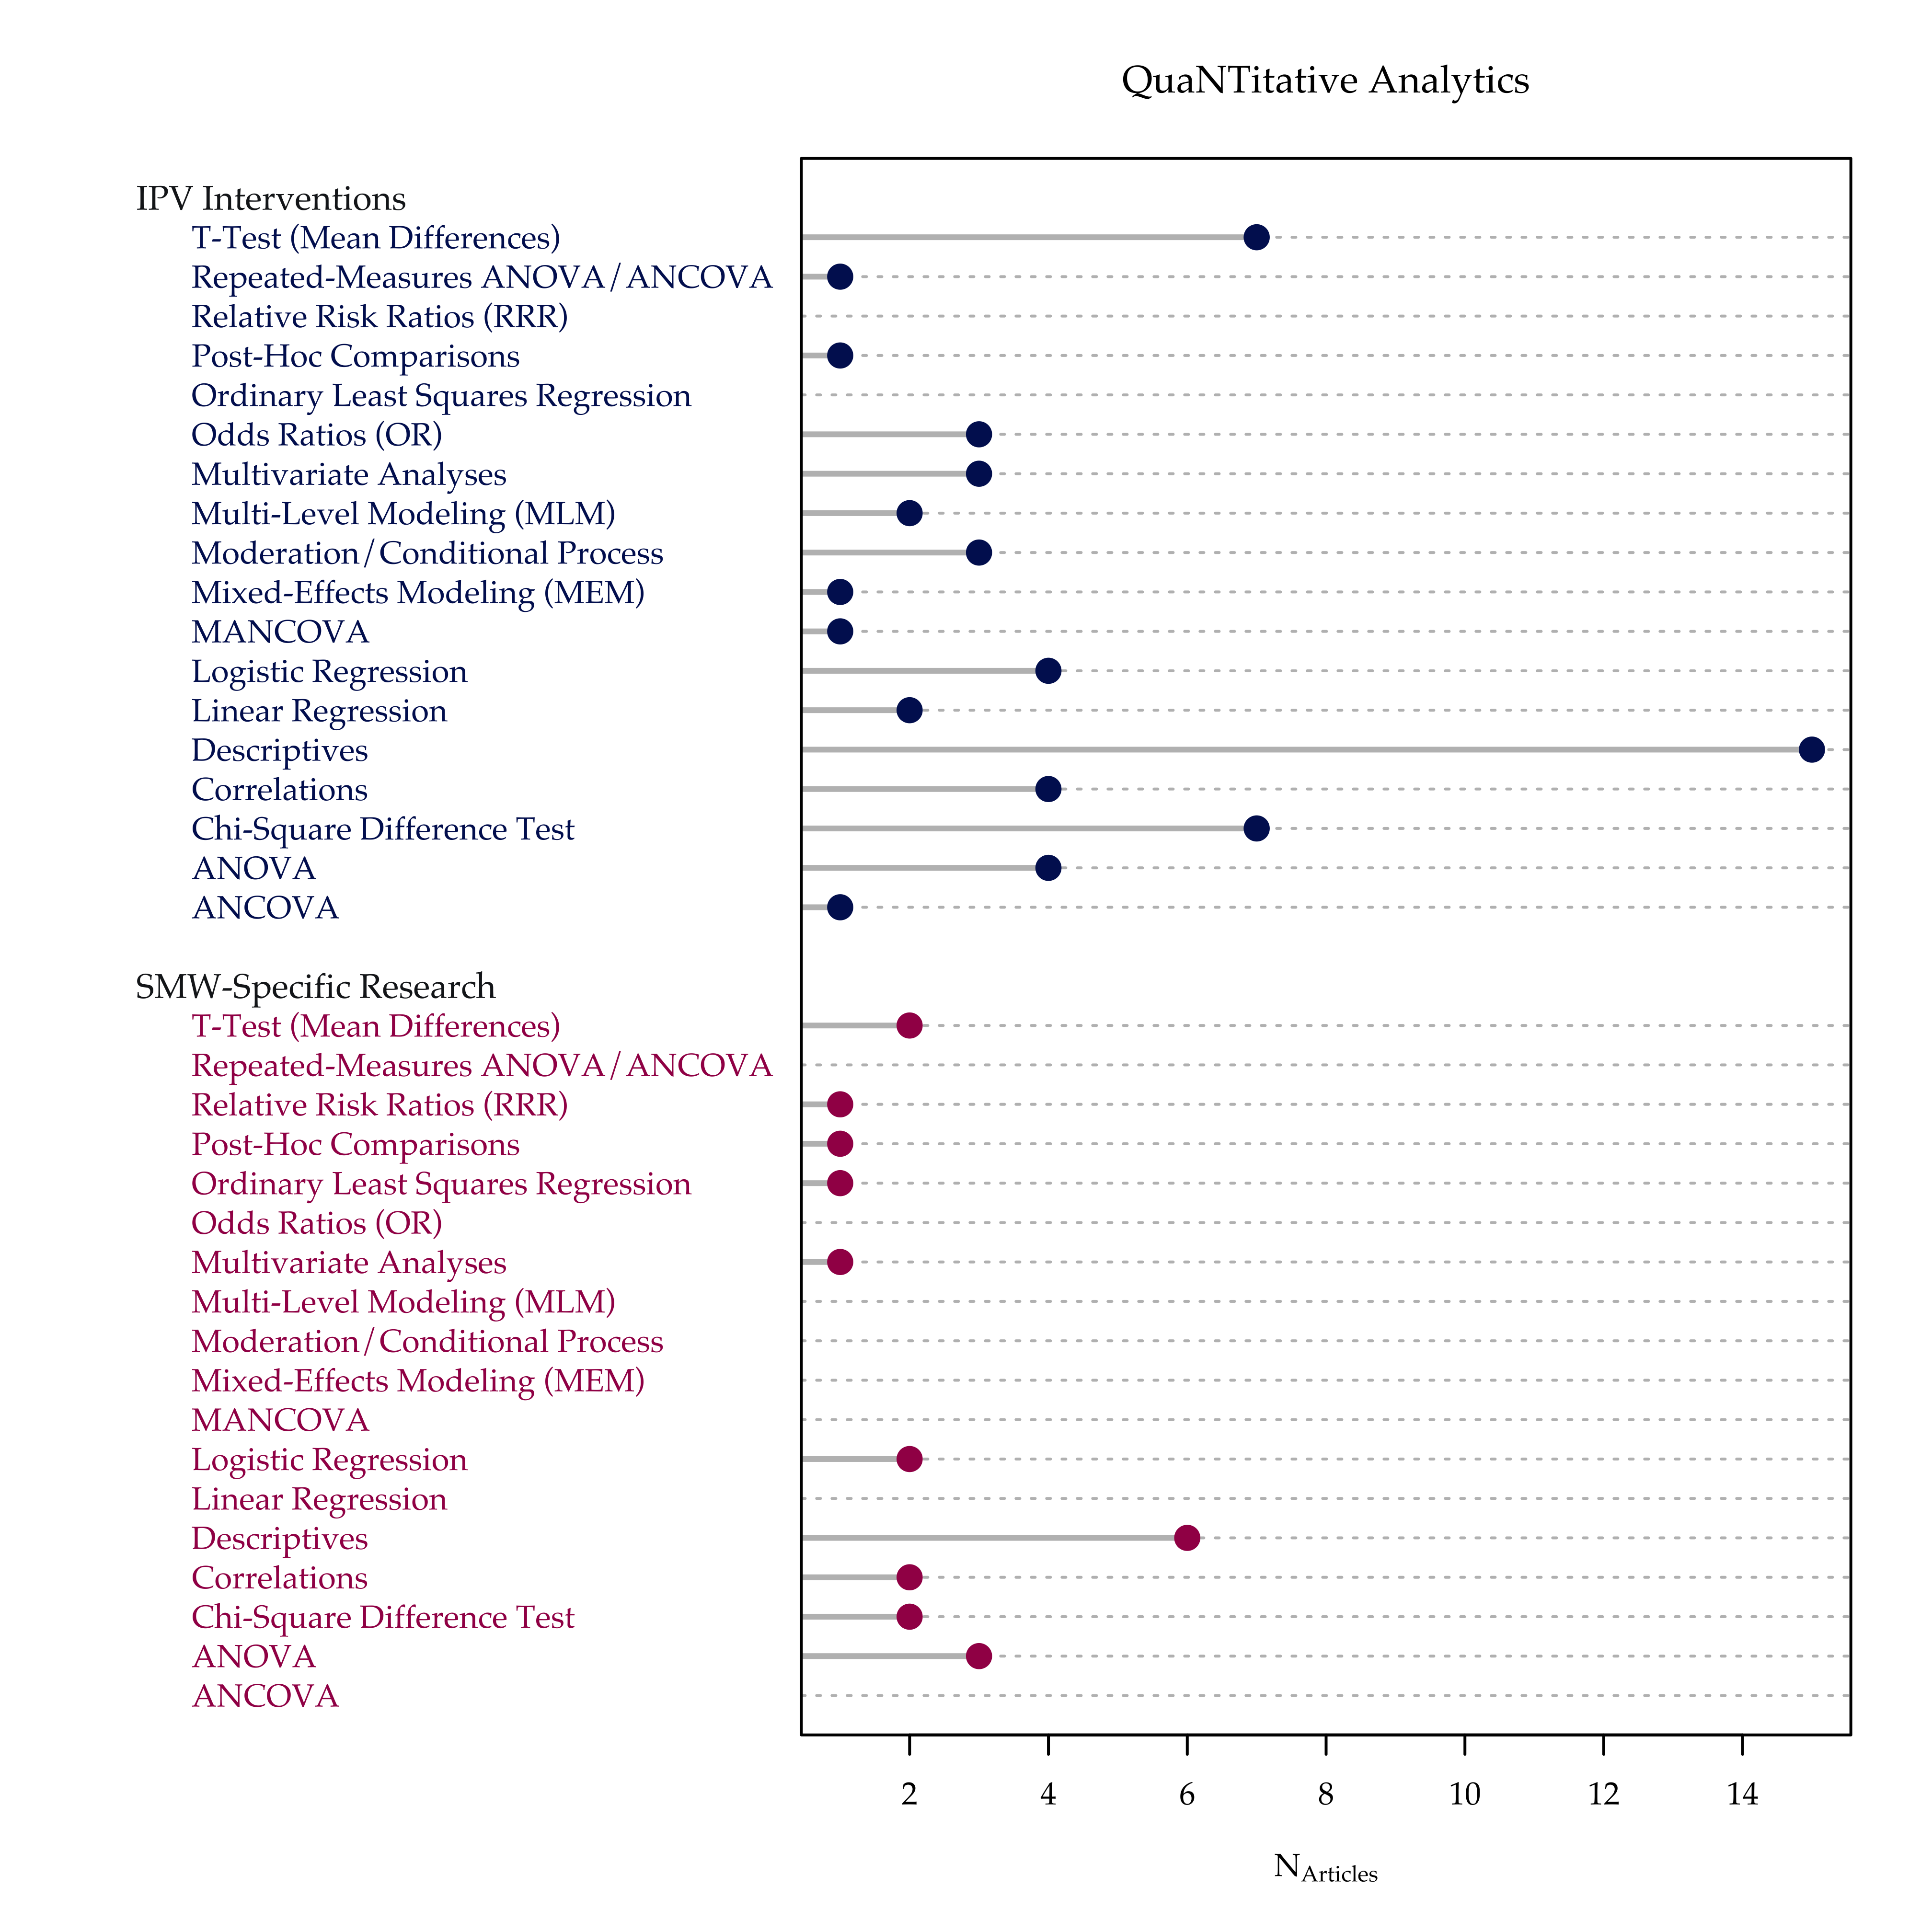 QuaNTitative Analytics
IPV Interventions
T-Test (Mean Differences)
Repeated-Measures ANOVA/ANCOVA
Relative Risk Ratios (RRR)
Post-Hoc Comparisons
Ordinary Least Squares Regression
Odds Ratios (OR)
Multivariate Analyses
Multi-Level Modeling (MLM)
Moderation/Conditional Process
Mixed-Effects Modeling (MEM)
MANCOVA
Logistic Regression
Linear Regression
Descriptives
Correlations
Chi-Square Difference Test
ANOVA
ANCOVA
SMW-Specific Research
T-Test (Mean Differences)
Repeated-Measures ANOVA/ANCOVA
Relative Risk Ratios (RRR)
Post-Hoc Comparisons
Ordinary Least Squares Regression
Odds Ratios (OR)
Multivariate Analyses
Multi-Level Modeling (MLM)
Moderation/Conditional Process
Mixed-Effects Modeling (MEM)
MANCOVA
Logistic Regression
Linear Regression
Descriptives
Correlations
Chi-Square Difference Test
ANOVA
ANCOVA
2 4 6 8 10 12 14
NArticles